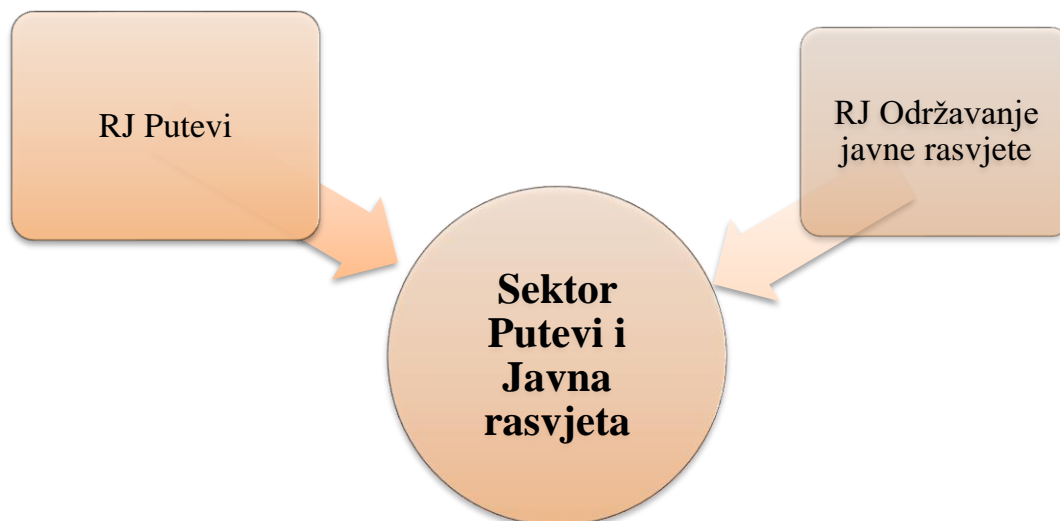 RJ Putevi
RJ Održavanje
javne rasvjete
Sektor
Putevi i
Javna
rasvjeta